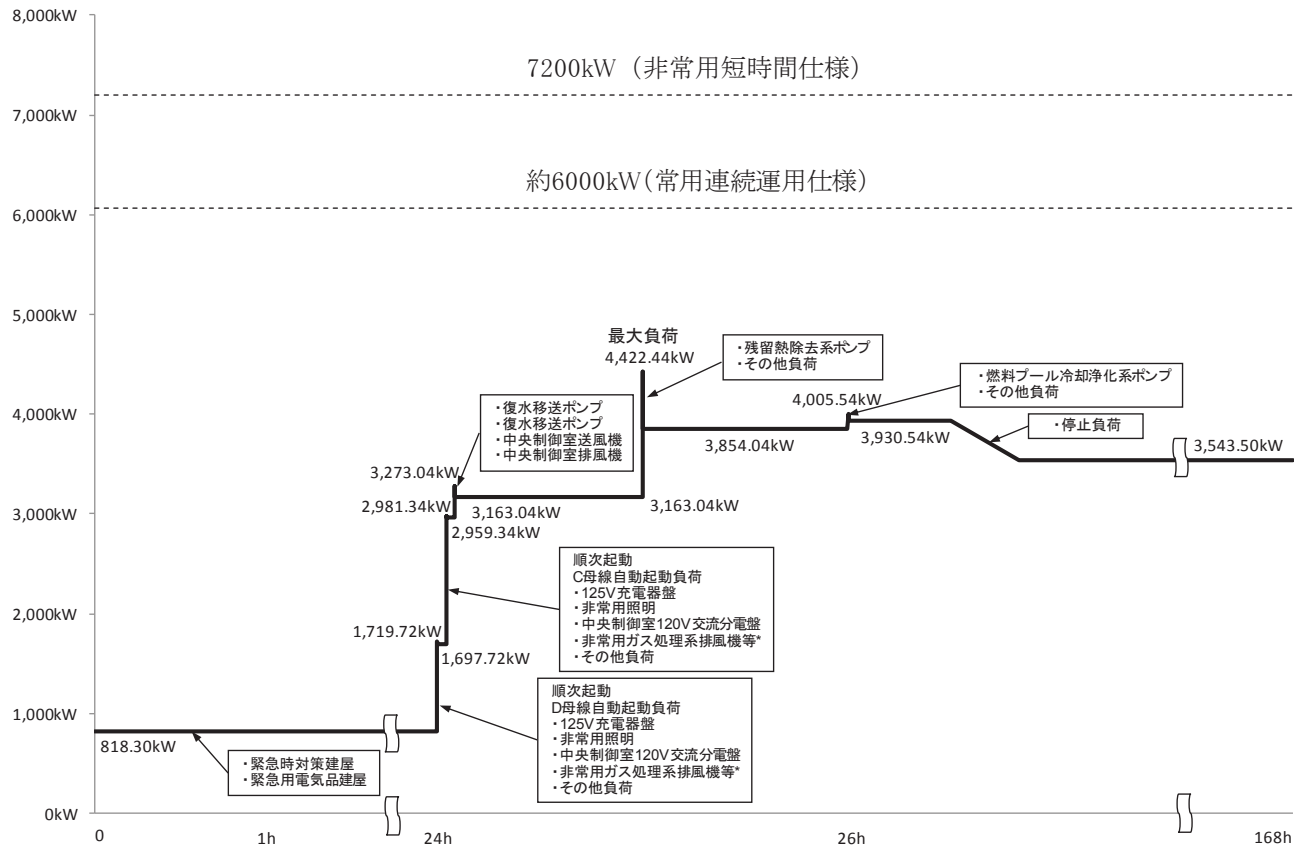 8,000kW
7200kW（非常用短時間仕様）
7,000kW
約6000kW(常用連続運用仕様)
6,000kW
5,000kW
最大負荷
4,422.44kW
・残留熱除去系ポンプ
・その他負荷
・燃料プール冷却浄化系ポンプ
・その他負荷
4,005.54kW
4,000kW
・復水移送ポンプ
・復水移送ポンプ
・中央制御室送風機
・中央制御室排風機
・停止負荷
3,854.04kW
3,930.54kW
3,543.50kW
3,273.04kW
2,981.34kW
3,163.04kW
3,163.04kW
3,000kW
2,959.34kW
順次起動
C母線自動起動負荷
・125V充電器盤
・非常用照明
・中央制御室120V交流分電盤
・非常用ガス処理系排風機等*
・その他負荷
2,000kW
1,719.72kW
1,697.72kW
順次起動
D母線自動起動負荷
・125V充電器盤
・非常用照明
・中央制御室120V交流分電盤
・非常用ガス処理系排風機等*
・その他負荷
1,000kW
818.30kW
・緊急時対策建屋
・緊急用電気品建屋
0kW
0 1h 24h 26h 168h